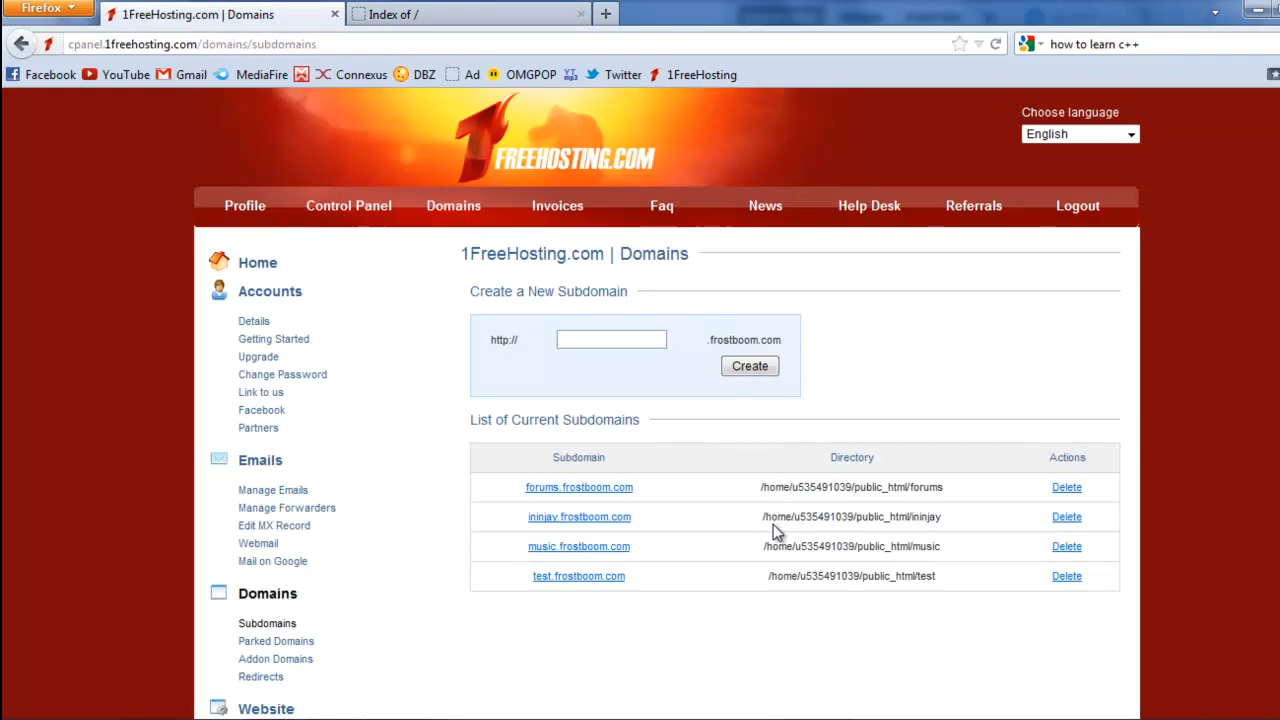 Firefox
1FreeHosting.com | Domains
Index of /
cpanel.1freehosting.com/domains/subdomains
how to learn c++
Facebook YouTube Gmail MediaFire Connexus DBZ Ad OMGPOP Twitter 1FreeHosting
Choose language
English
1FREEHOSTING.COM
Profile Control Panel Domains Invoices Faq News Help Desk Referrals Logout
Home
Accounts
Details
Getting Started
Upgrade
Change Password
Link to us
Facebook
Partners
Emails
Manage Emails
Manage Forwarders
Edit MX Record
Webmail
Mail on Google
Domains
Subdomains
Parked Domains
Addon Domains
Redirects
Website
1FreeHosting.com | Domains
Create a New Subdomain
http:// .frostboom.com
Create
List of Current Subdomains
Subdomain Directory Actions
forums.frostboom.com /home/u535491039/public_html/forums Delete
ininjay.frostboom.com /home/u535491039/public_html/ininjay Delete
music.frostboom.com /home/u535491039/public_html/music Delete
test.frostboom.com /home/u535491039/public_html/test Delete